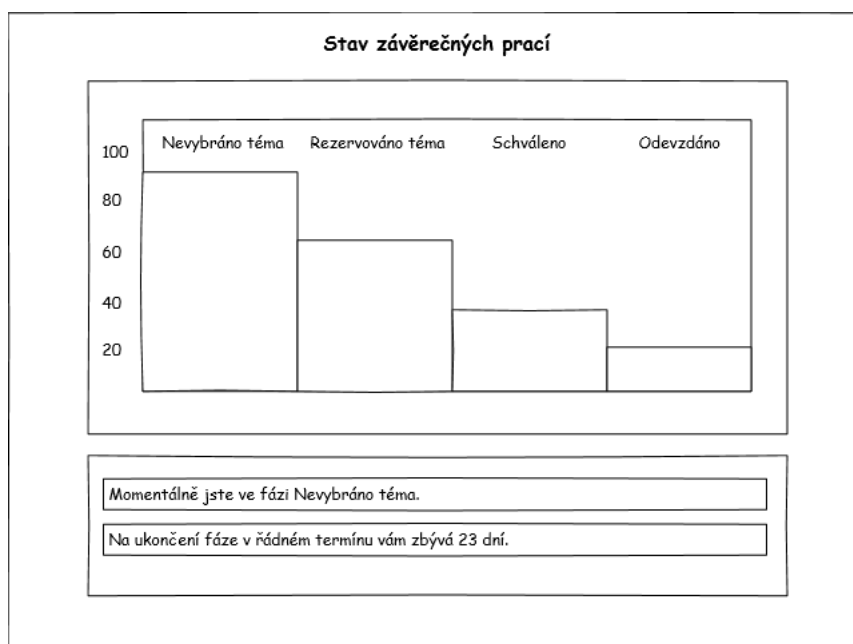 Stav závěrečných prací
Nevybráno téma Rezervováno téma Schváleno Odevzdáno
100
80
60
40
20
Momentálně jste ve fázi Nevybráno téma.
Na ukončení fáze v řádném termínu vám zbývá 23 dní.